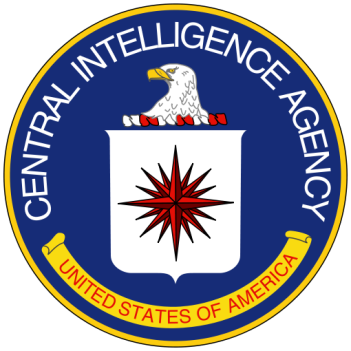 CENTRAL INTELLIGENCE AGENCY
UNITED STATES OF AMERICA